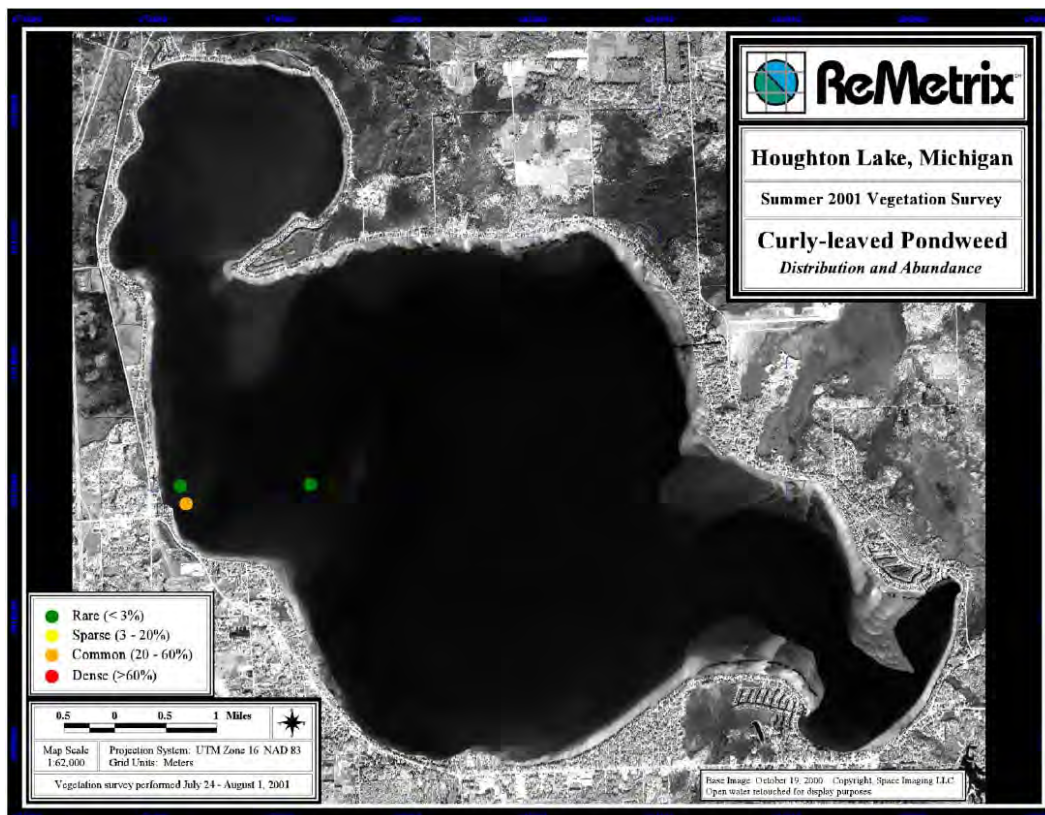 ReMetrix
Houghton Lake, Michigan
Summer 2001 Vegetation Survey
Curly-leaved Pondweed
Distribution and Abundance
Rare (< 3%)
Sparse (3 - 20%)
Common (20 - 60%)
Dense (>60%)
0.5 0 0.5 1 Miles
Map Scale
1:62,000
Projection System: UTM Zone 16 NAD 83
Grid Units: Meters
Vegetation survey performed July 24 - August 1, 2001
Base Image: October 19, 2000 Copyright, Space Imaging LLC
Open water retouched for display purposes